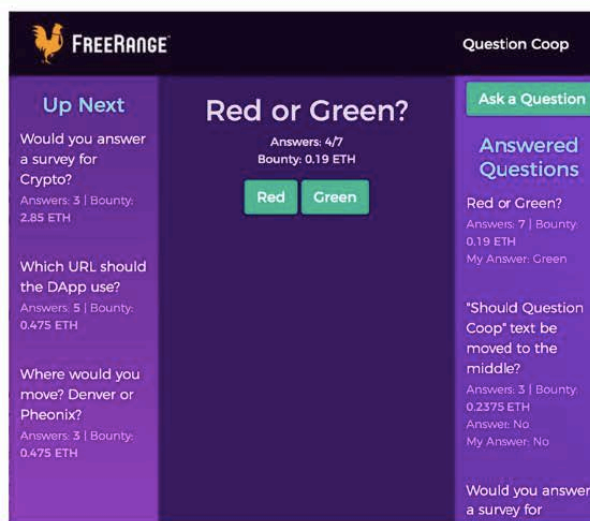 FREERANGE
Question Coop
Up Next
Would you answer
a survey for
Crypto?
Answers: 3 | Bounty:
2.85 ETH
Which URL should
the DApp use?
Answers: 5 | Bounty:
0.475 ETH
Where would you
move? Denver or
Pheonix?
Answers: 3 | Bounty:
0.475 ETH
Red or Green?
Answers: 4/7
Bounty: 0.19 ETH
Red
Green
Ask a Question
Answered
Questions
Red or Green?
Answers: 7 | Bounty:
0.19 ETH
My Answer: Green
"Should Question
Coop" text be
moved to the
middle?
Answers: 3 | Bounty:
0.2375 ETH
Answer: No
My Answer: No
Would you answer
a survey for